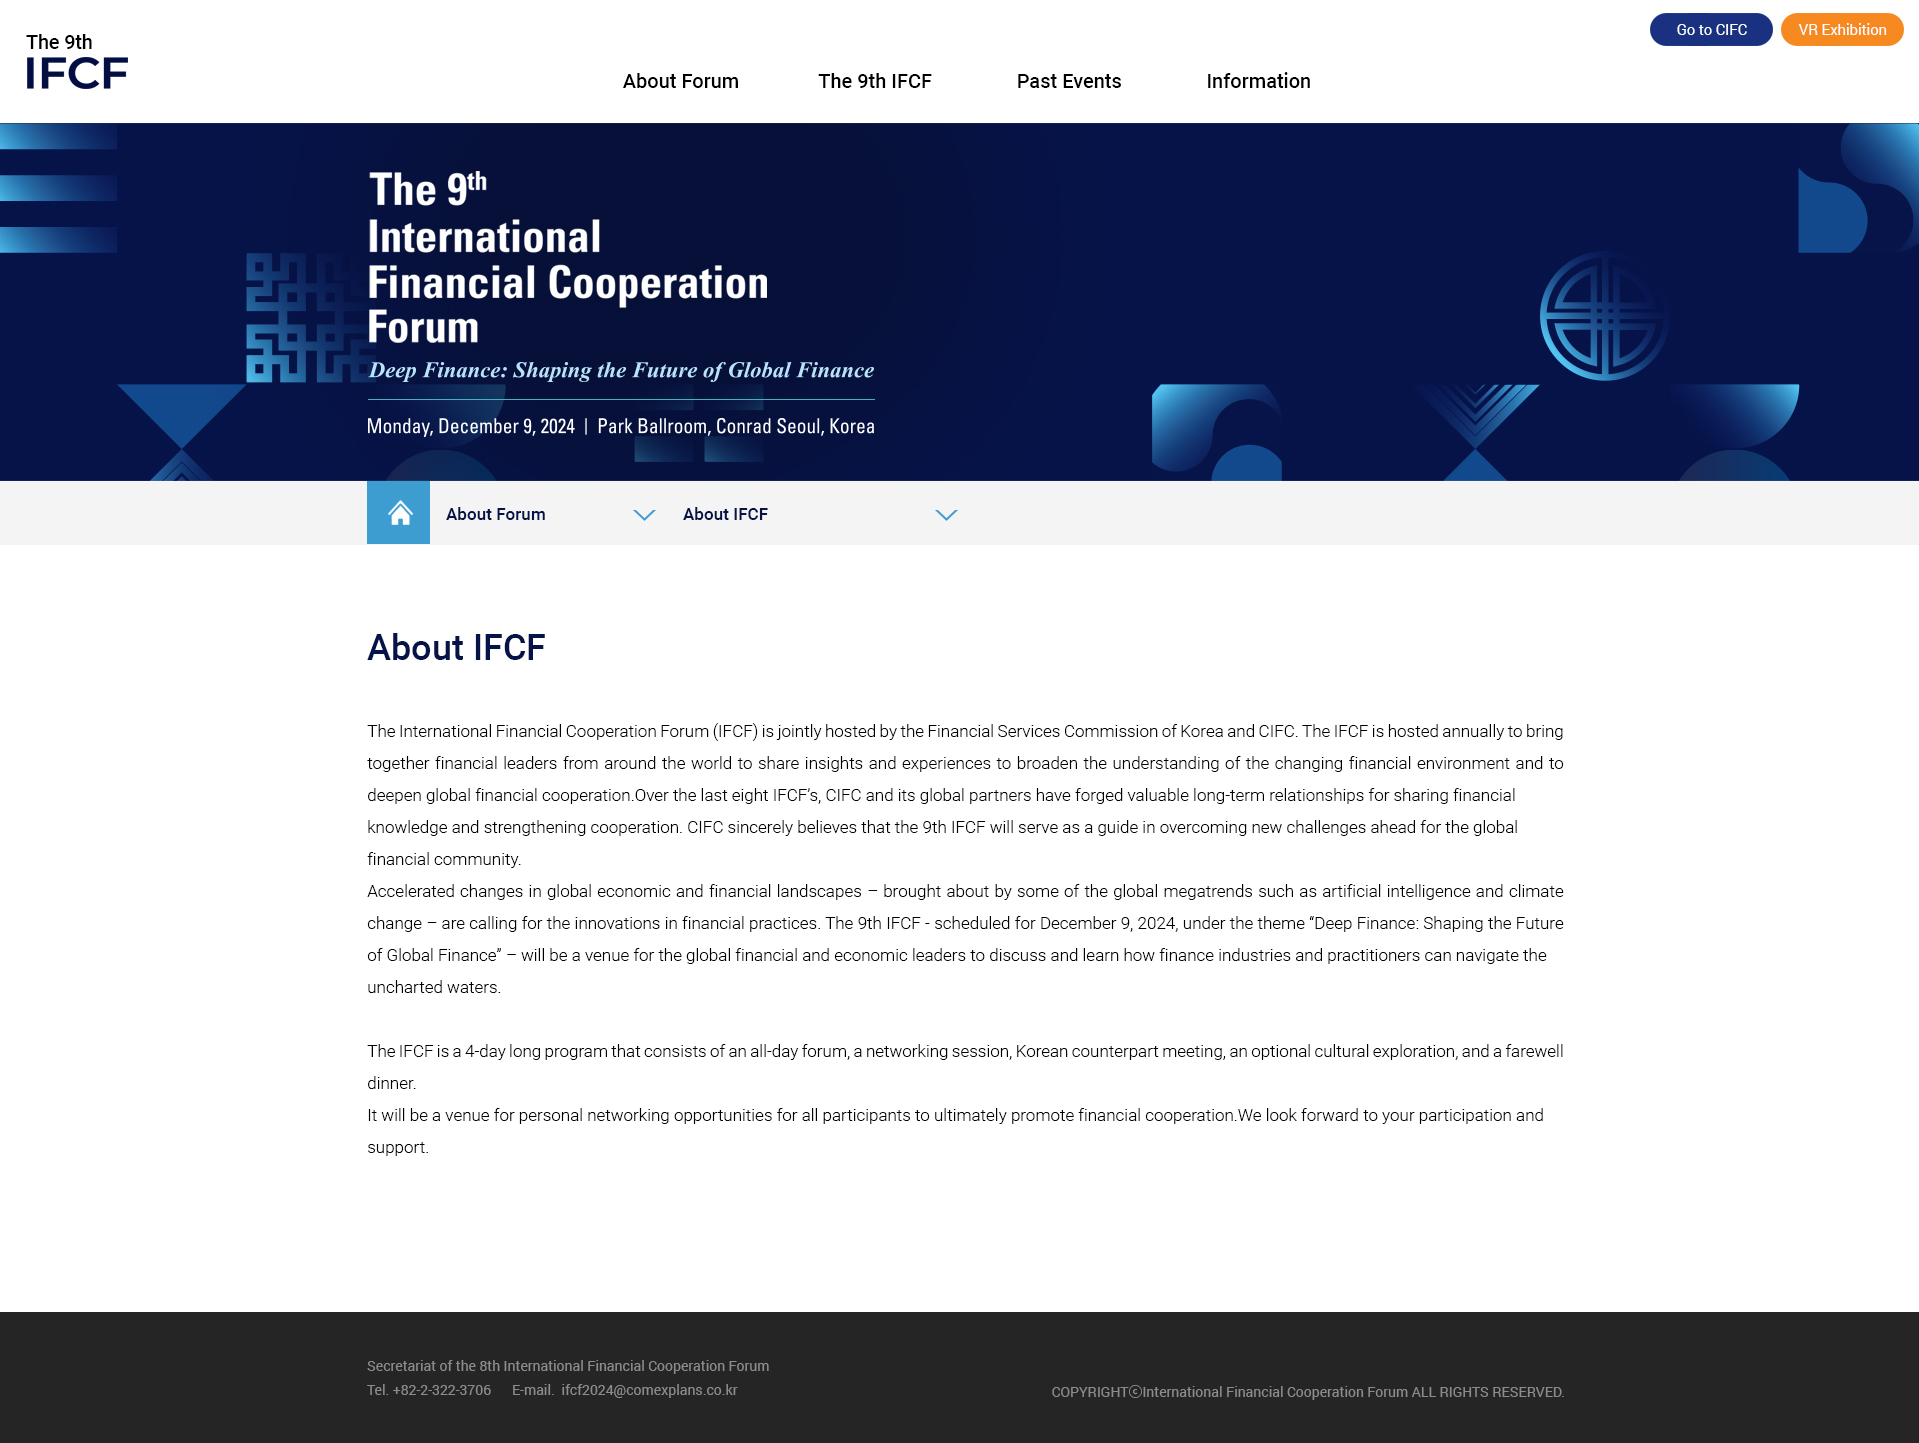 Go to CIFC
VR Exhibition
The 9th
IFCF
About Forum
The 9th IFCF
Past Events
Information
The 9th
International
Financial Cooperation
Forum
Deep Finance: Shaping the Future of Global Finance
Monday, December 9, 2024 | Park Ballroom, Conrad Seoul, Korea
About Forum
About IFCF
About IFCF
The International Financial Cooperation Forum (IFCF) is jointly hosted by the Financial Services Commission of Korea and CIFC. The IFCF is hosted annually to bring
together financial leaders from around the world to share insights and experiences to broaden the understanding of the changing financial environment and to
deepen global financial cooperation.Over the last eight IFCF’s, CIFC and its global partners have forged valuable long-term relationships for sharing financial
knowledge and strengthening cooperation. CIFC sincerely believes that the 9th IFCF will serve as a guide in overcoming new challenges ahead for the global
financial community.
Accelerated changes in global economic and financial landscapes – brought about by some of the global megatrends such as artificial intelligence and climate
change – are calling for the innovations in financial practices. The 9th IFCF - scheduled for December 9, 2024, under the theme “Deep Finance: Shaping the Future
of Global Finance” – will be a venue for the global financial and economic leaders to discuss and learn how finance industries and practitioners can navigate the
uncharted waters.
The IFCF is a 4-day long program that consists of an all-day forum, a networking session, Korean counterpart meeting, an optional cultural exploration, and a farewell
dinner.
It will be a venue for personal networking opportunities for all participants to ultimately promote financial cooperation.We look forward to your participation and
support.
Secretariat of the 8th International Financial Cooperation Forum
Tel. +82-2-322-3706 E-mail. ifcf2024@comexplans.co.kr
COPYRIGHTⓒInternational Financial Cooperation Forum ALL RIGHTS RESERVED.